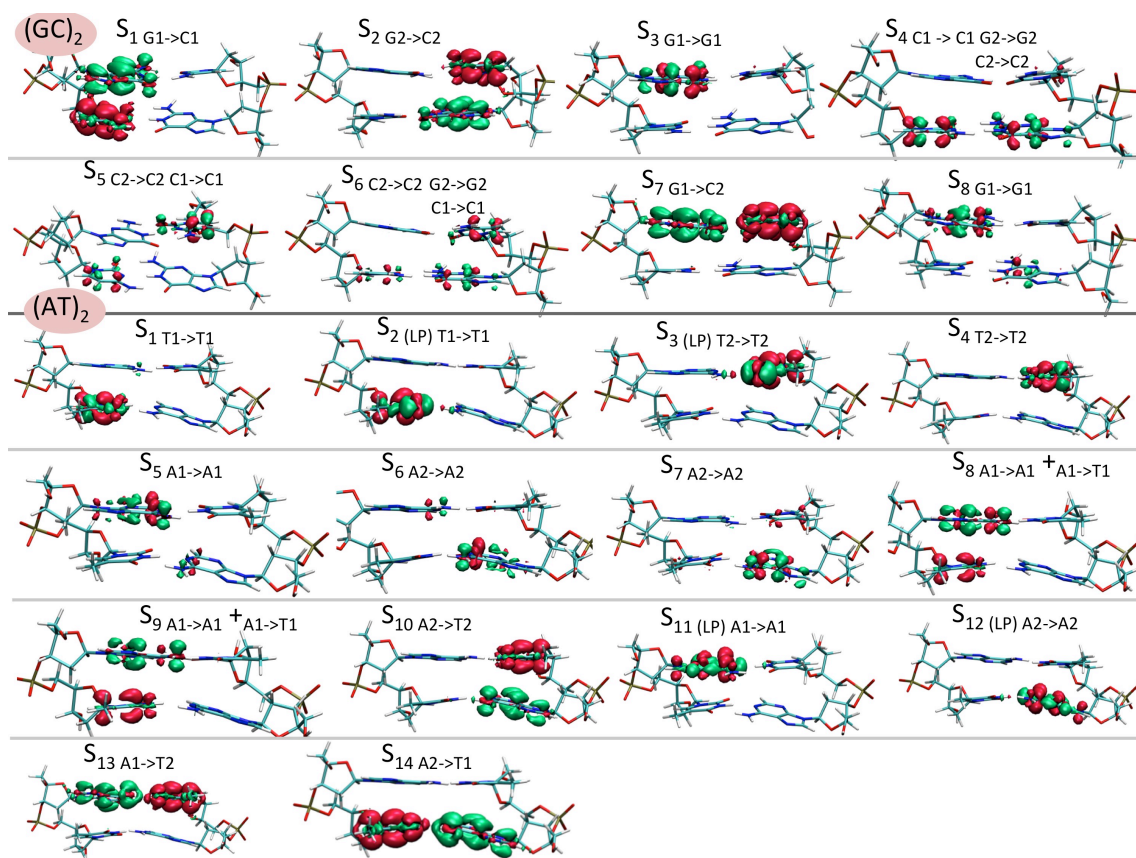 (GC)2
S1 G1->C1
S2 G2->C2
S3 G1->G1
S4 C1 -> C1 G2->G2
C2->C2
S5 C2->C2 C1->C1
S6 C2->C2 G2->G2
C1->C1
S7 G1->C2
S8 G1->G1
(AT)2
S1 T1->T1
S2 (LP) T1->T1
S3 (LP) T2->T2
S4 T2->T2
S5 A1->A1
S6 A2->A2
S7 A2->A2
S8 A1->A1 + A1->T1
S9 A1->A1 + A1->T1
S10 A2->T2
S11 (LP) A1->A1
S12 (LP) A2->A2
S13 A1->T2
S14 A2->T1